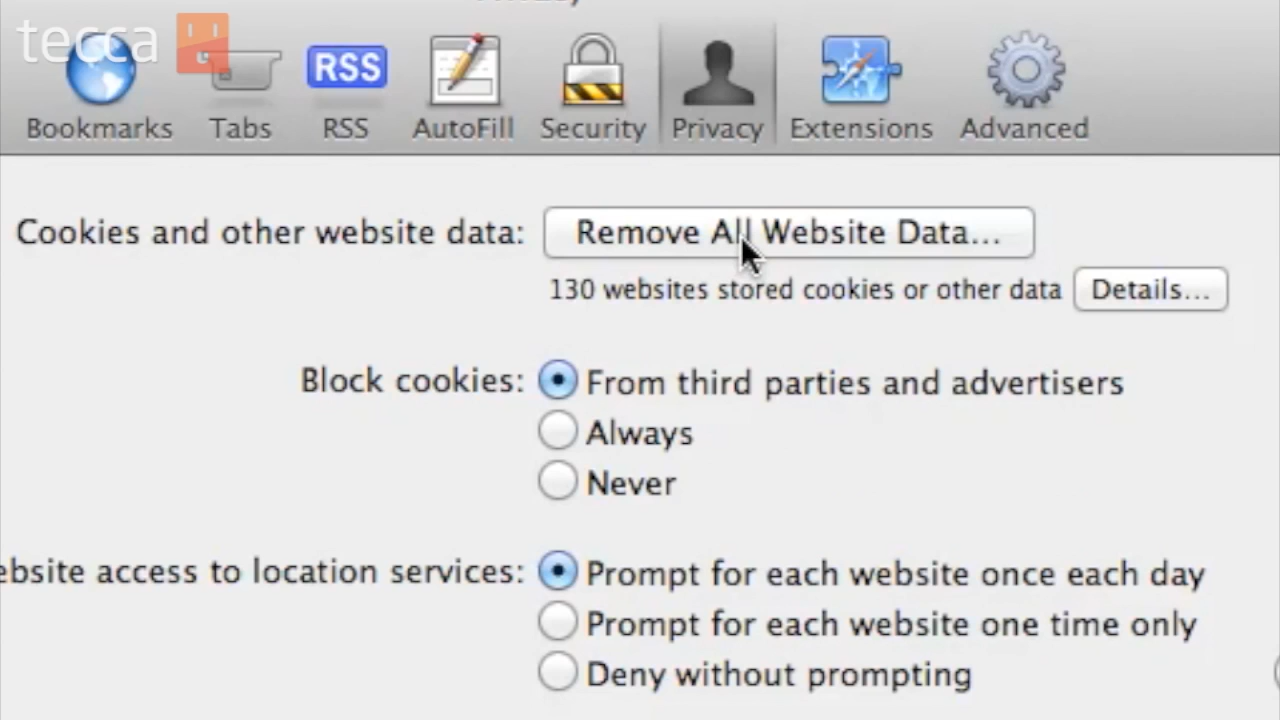 tecca
RSS
Bookmarks Tabs RSS AutoFill Security Privacy Extensions Advanced
Cookies and other website data: Remove All Website Data...
130 websites stored cookies or other data Details...
Block cookies: From third parties and advertisers
Always
Never
ebsite access to location services: Prompt for each website once each day
Prompt for each website one time only
Deny without prompting